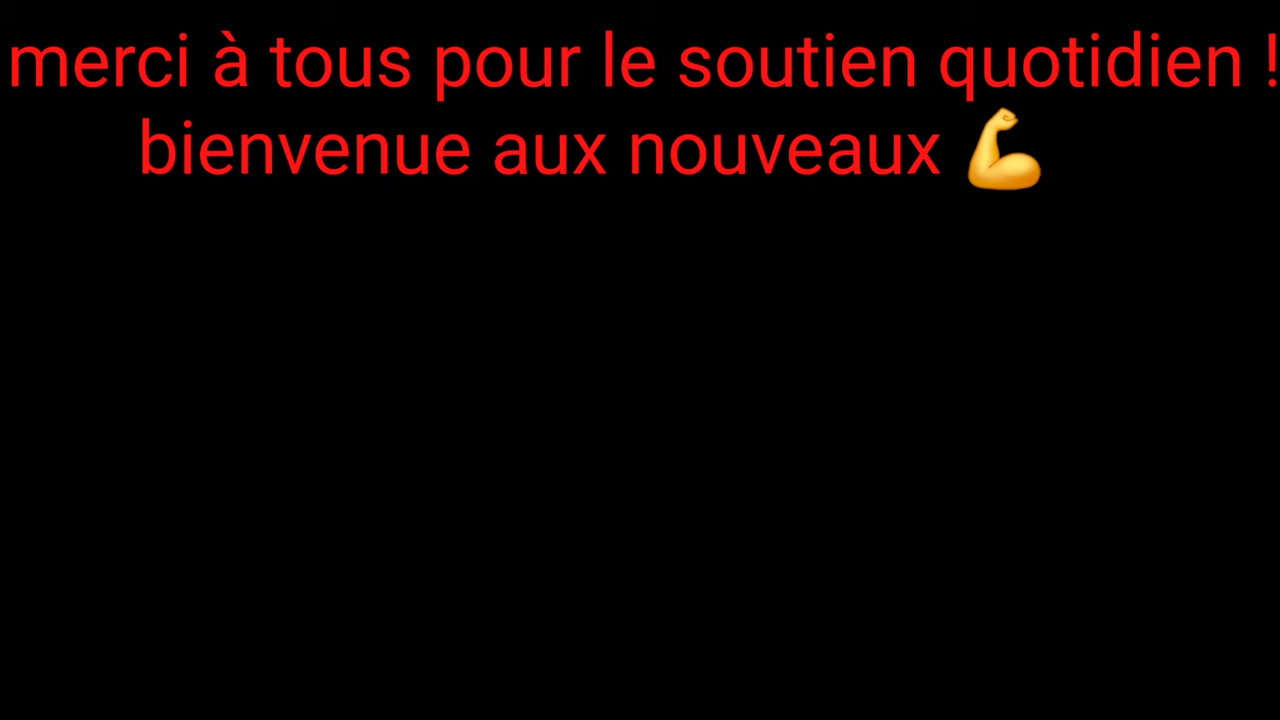 merci à tous pour le soutien quotidien !
bienvenue aux nouveaux 💪